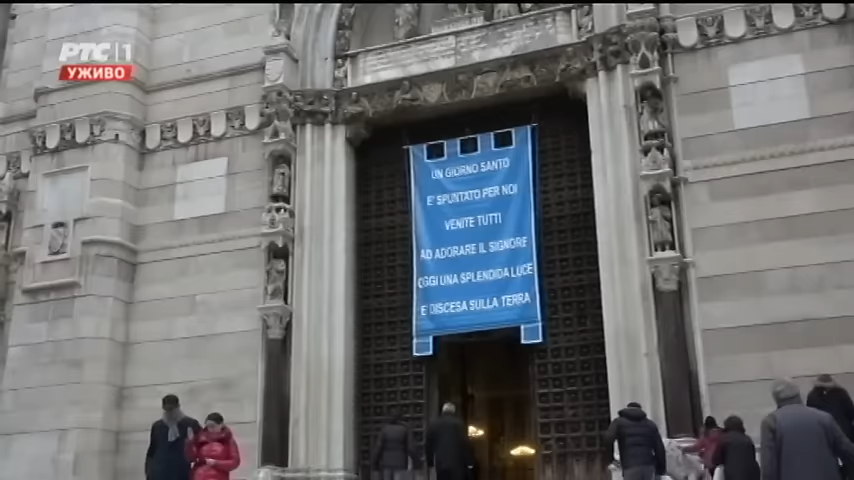 РТС 1
УЖИВО
UN GIORNO SANTO
E' SPUNTATO PER NOI
VENITE TUTTI
AD ADORARE IL SIGNORE
OGGI UNA SPLENDIDA LUCE
E DISCESA SULLA TERRA